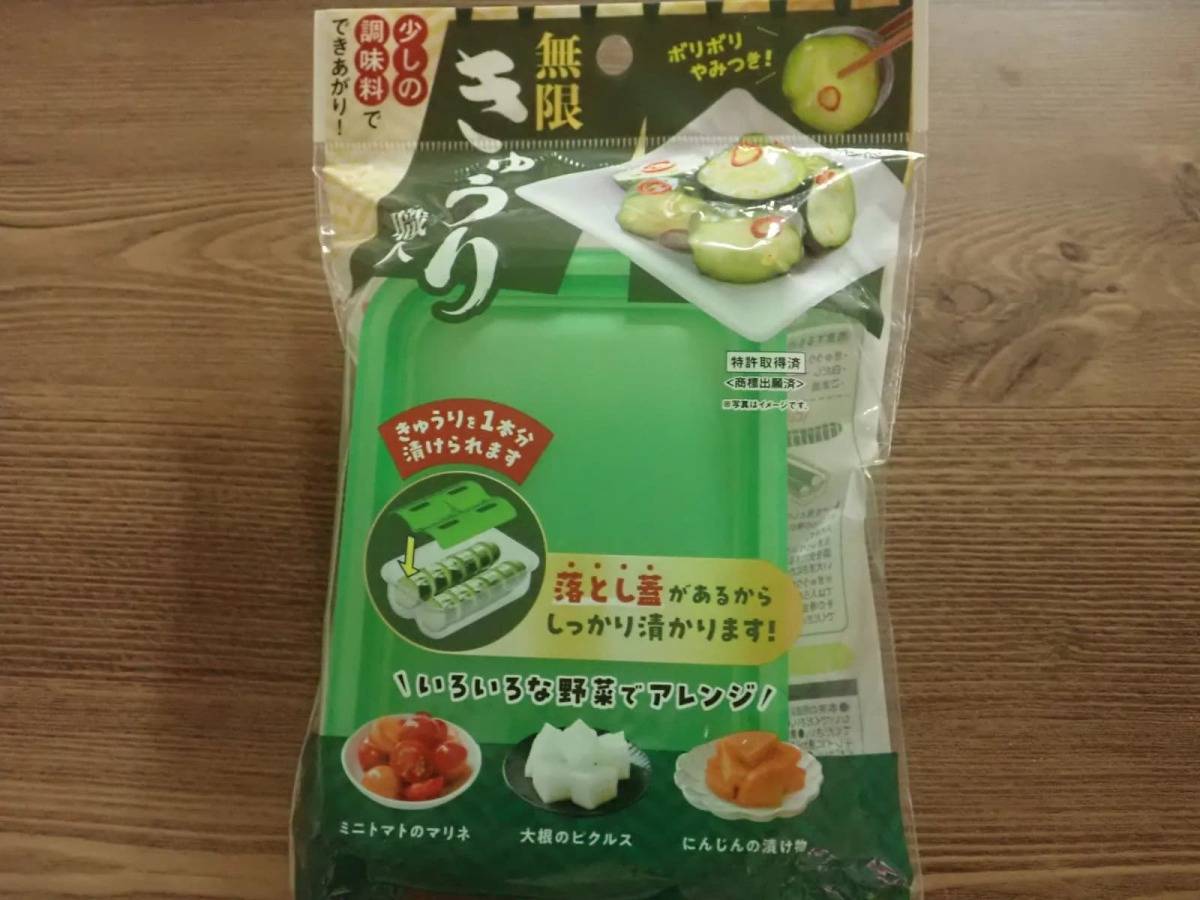 少しの
調味料で
できあがり!
無限
きゅうり
職人
ポリポリ
やみつき!
特許取得済
<商標出願済>
※写真はイメージです。
きゅうりを1本分
漬けられます
落とし蓋があるから
しっかり漬かります!
\いろいろな野菜でアレンジ/
ミニトマトのマリネ
大根のピクルス
にんじんの漬け物